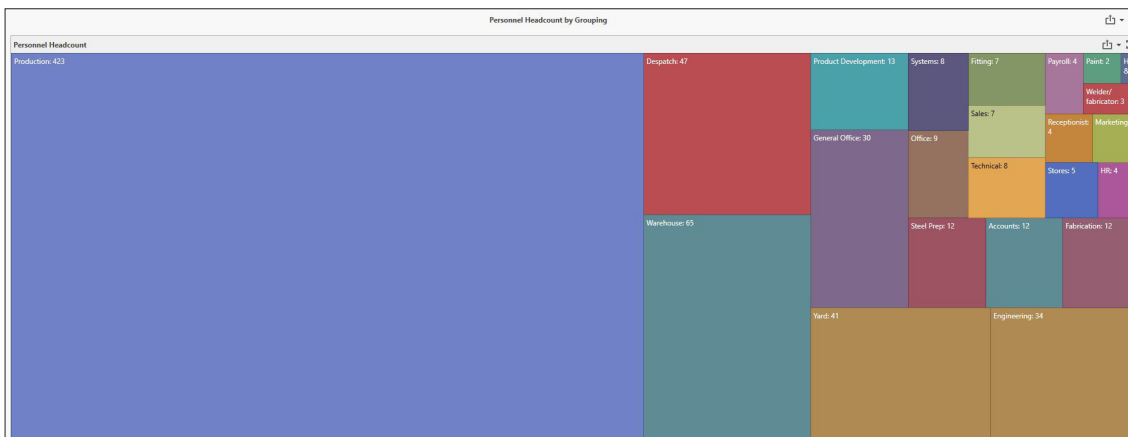 Personnel Headcount by Grouping
Personnel Headcount
Production: 423
Despatch: 47
Product Development: 13
Systems: 8
Fitting: 7
Payroll: 4
Paint: 2
H
&
Welder/
fabricator: 3
Sales: 7
Receptionist:
4
Marketing
General Office: 30
Office: 9
Technical: 8
Stores: 5
HR: 4
Warehouse: 65
Steel Prep: 12
Accounts: 12
Fabrication: 12
Yard: 41
Engineering: 34